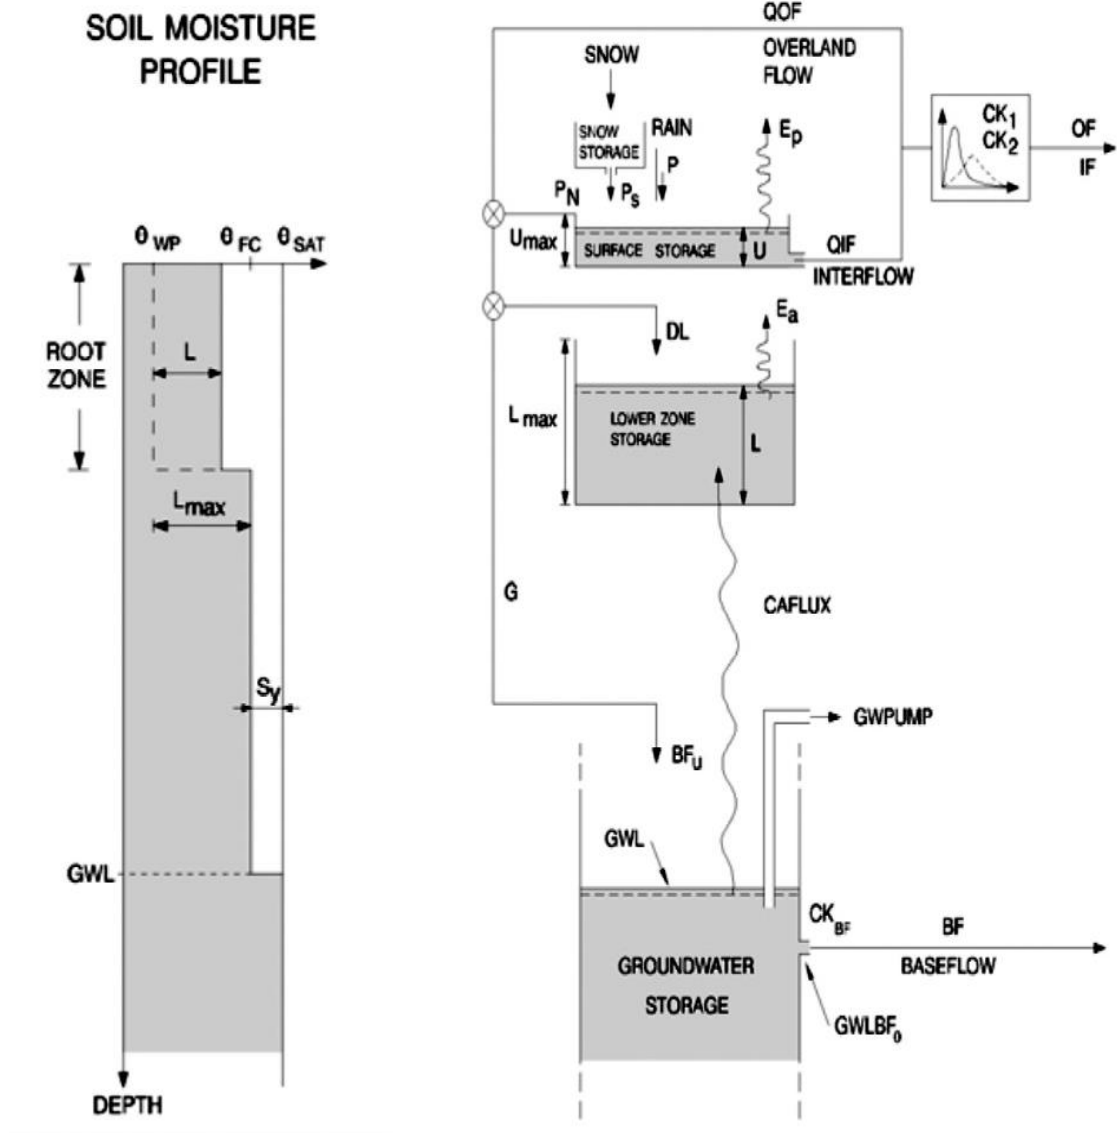 SOIL MOISTURE
PROFILE
θ WP θ FC θ SAT
ROOT
ZONE
L
Lmax
Sy
GWL
DEPTH
QOF
OVERLAND
FLOW
SNOW
SNOW
STORAGE
RAIN
P
Ps
PN
Ep
CK1
CK2
OF
IF
Umax
SURFACE STORAGE
U
QIF
INTERFLOW
DL
Ea
Lmax
LOWER ZONE
STORAGE
L
G
CAFLUX
GWPUMP
BFU
GWL
CKBF
BF
BASEFLOW
GROUNDWATER
STORAGE
GWLBF0